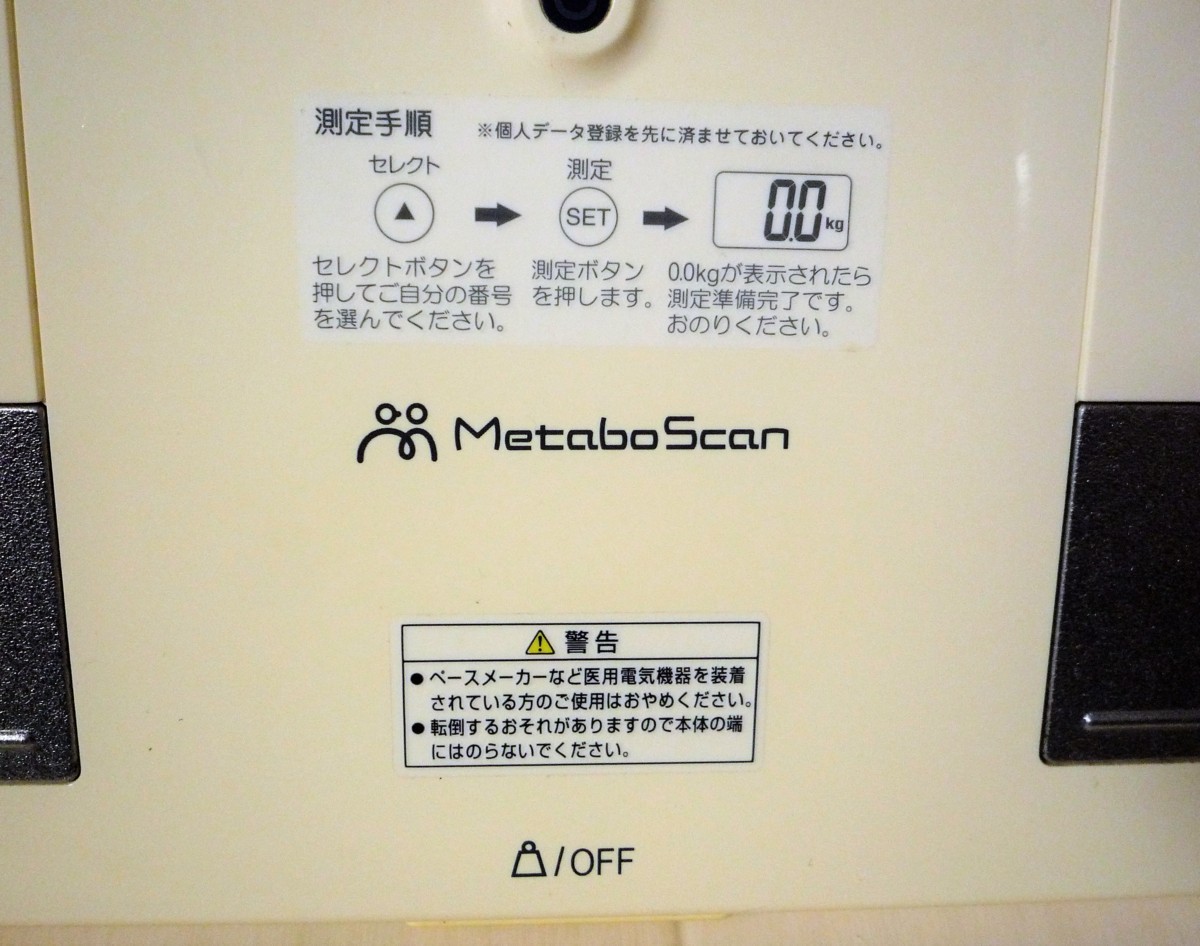 測定手順
※個人データ登録を先に済ませておいてください。
セレクト
▲
セレクトボタンを
押してご自分の番号
を選んでください。
測定
SET
測定ボタン
を押します。
0.0kg
0.0kgが表示されたら
測定準備完了です。
おのりください。
MetaboScan
警告
●ペースメーカーなど医用電気機器を装着
されている方のご使用はおやめください。
●転倒するおそれがありますので本体の端
にはのらないでください。
/OFF